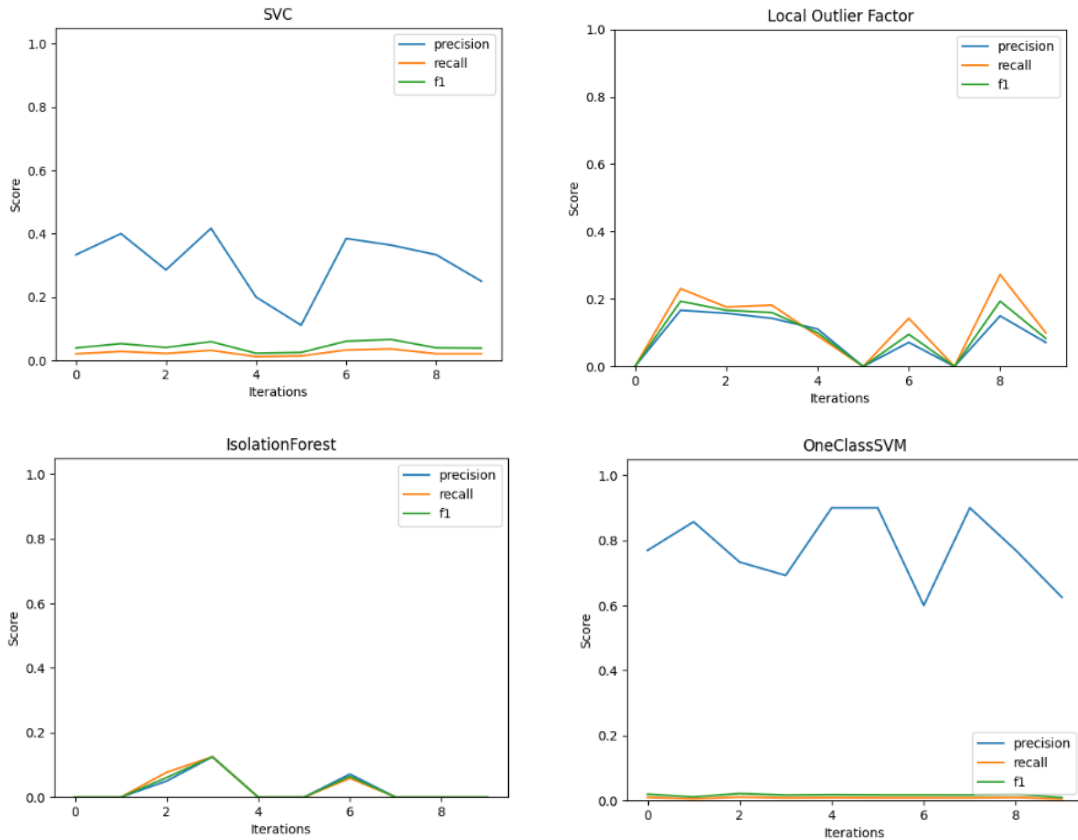 SVC
1.0
0.8
0.6
0.4
0.2
0.0
Score
0 2 4 6 8
Iterations
precision
recall
f1
Local Outlier Factor
1.0
0.8
0.6
0.4
0.2
0.0
Score
0 2 4 6 8
Iterations
precision
recall
f1
IsolationForest
1.0
0.8
0.6
0.4
0.2
0.0
Score
0 2 4 6 8
Iterations
precision
recall
f1
OneClassSVM
1.0
0.8
0.6
0.4
0.2
0.0
Score
0 2 4 6 8
Iterations
precision
recall
f1